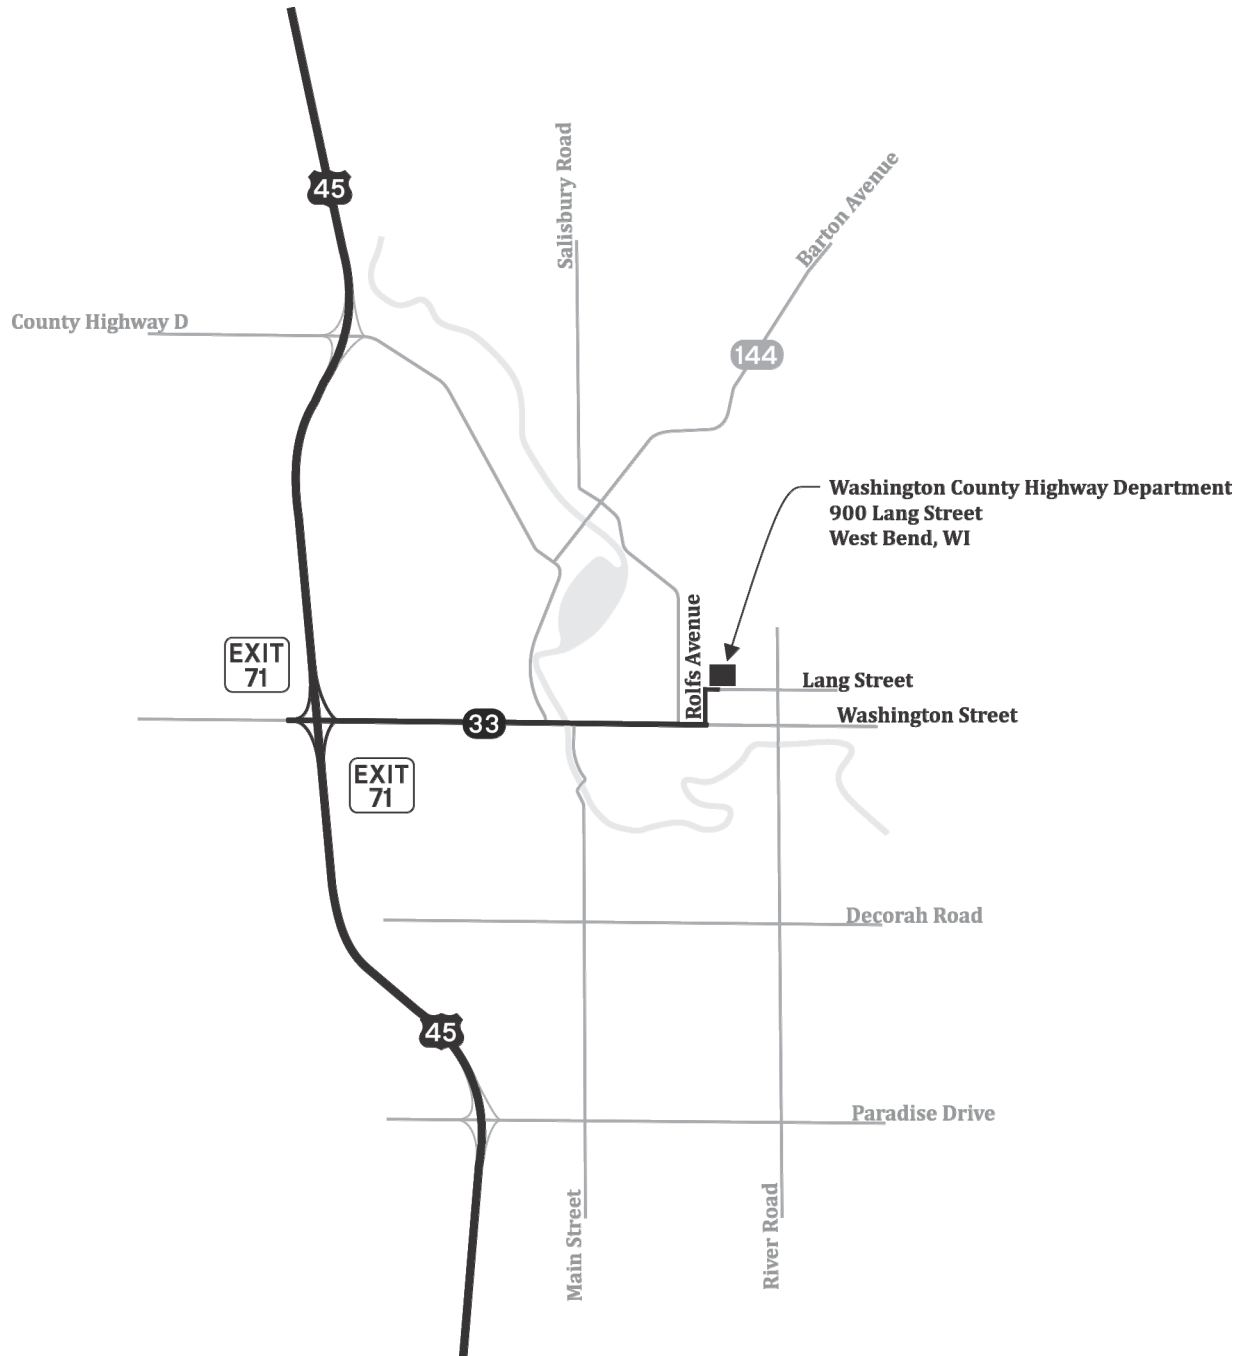 45
Salisbury Road
Barton Avenue
County Highway D
144
Washington County Highway Department
900 Lang Street
West Bend, WI
Rolfs Avenue
EXIT
71
Lang Street
Washington Street
33
EXIT
71
Decorah Road
45
Paradise Drive
Main Street
River Road